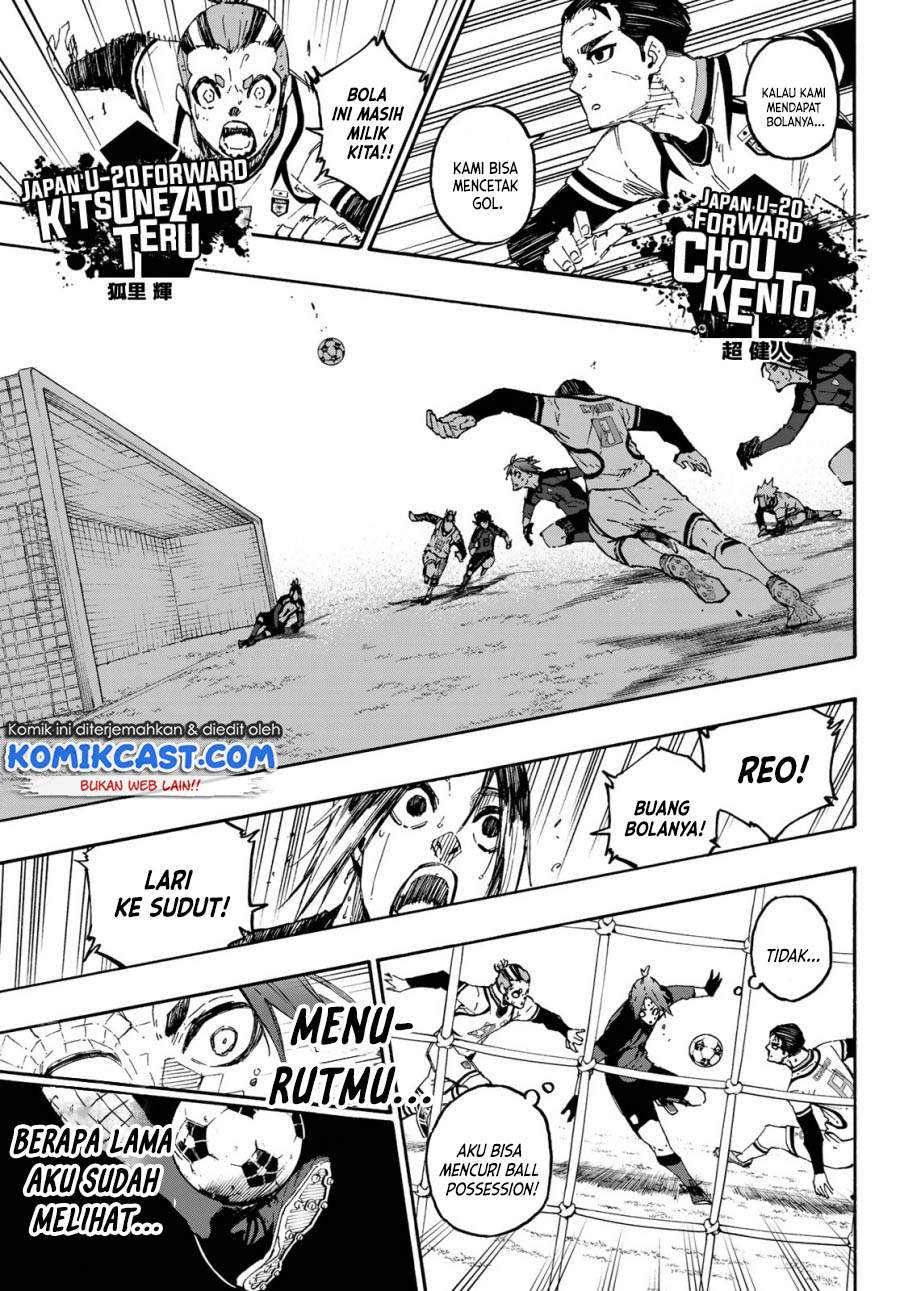 KALAU KAMI
MENDAPAT
BOLANYA...
KAMI BISA
MENCETAK
GOL.
JAPAN U-20
FORWARD
CHOU
KENTO
超 健人
BOLA
INI MASIH
MILIK
KITA!!
JAPAN U-20 FORWARD
KITSUNEZATO
TERU
狐里 輝
Komik ini diterjemahkan & diedit oleh
KOMIKCAST.COM
BUKAN WEB LAIN!!
REO!
BUANG
BOLANYA!
LARI
KE SUDUT!
TIDAK...
AKU BISA
MENCURI BALL
POSSESSION!
MENU-
RUTMU...
BERAPA LAMA
AKU SUDAH
MELIHAT...